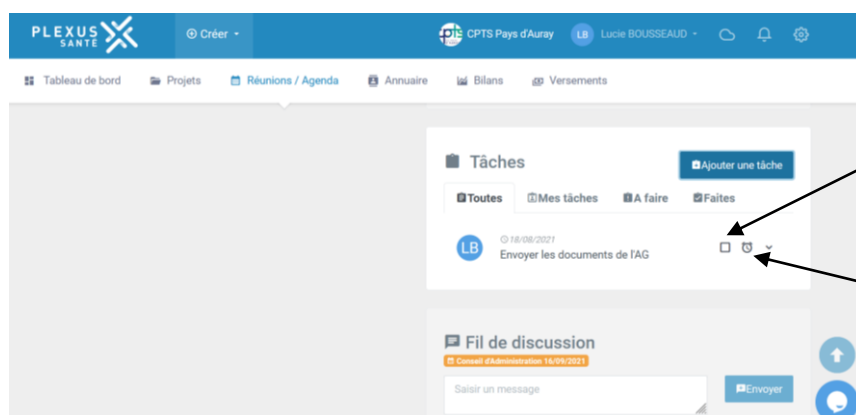 PLEXUS
SANTÉ
Créer
cpts CPTS Pays d'Auray
LB Lucie BOUSSEAUD
Tableau de bord Projets Réunions / Agenda Annuaire Bilans Versements
Tâches
Ajouter une tâche
Toutes Mes tâches A faire Faites
LB 16/08/2021
Envoyer les documents de l'AG
Fil de discussion
Conseil d'Administration 16/09/2021
Saisir un message
Envoyer